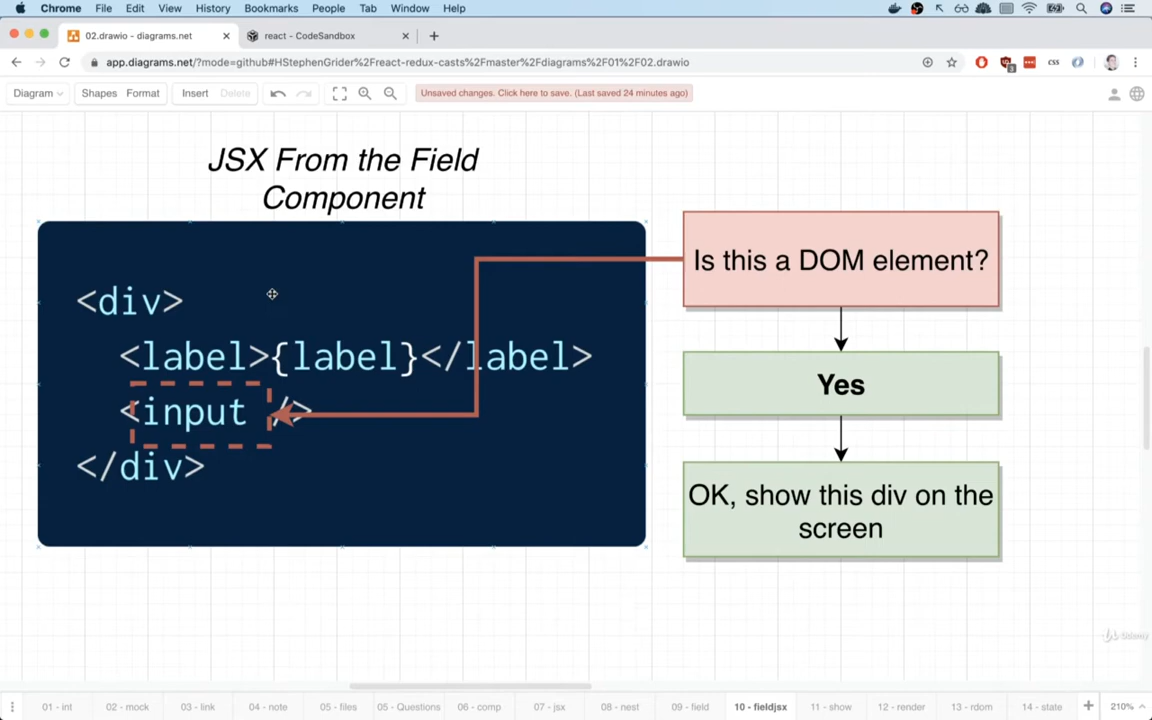 Chrome File Edit View History Bookmarks People Tab Window Help
02.drawio - diagrams.net
react - CodeSandbox
app.diagrams.net/?mode=github#HStephenGrider%2Freact-redux-casts%2Fmaster%2Fdiagrams%2F01%2F02.drawio
3
css
Diagram Shapes Format Insert Delete
Unsaved changes. Click here to save. (Last saved 24 minutes ago)
JSX From the Field
Component
<div>
<label>{label}</label>
<input />
</div>
Is this a DOM element?
Yes
OK, show this div on the
screen
Udemy
01 - int 02 - mock 03 - link 04 - note 05 - files 05 - Questions 06 - comp 07 - jsx 08 - nest 09 - field 10 - fieldjsx 11 - show 12 - render 13 - rdom 14 - state 210%